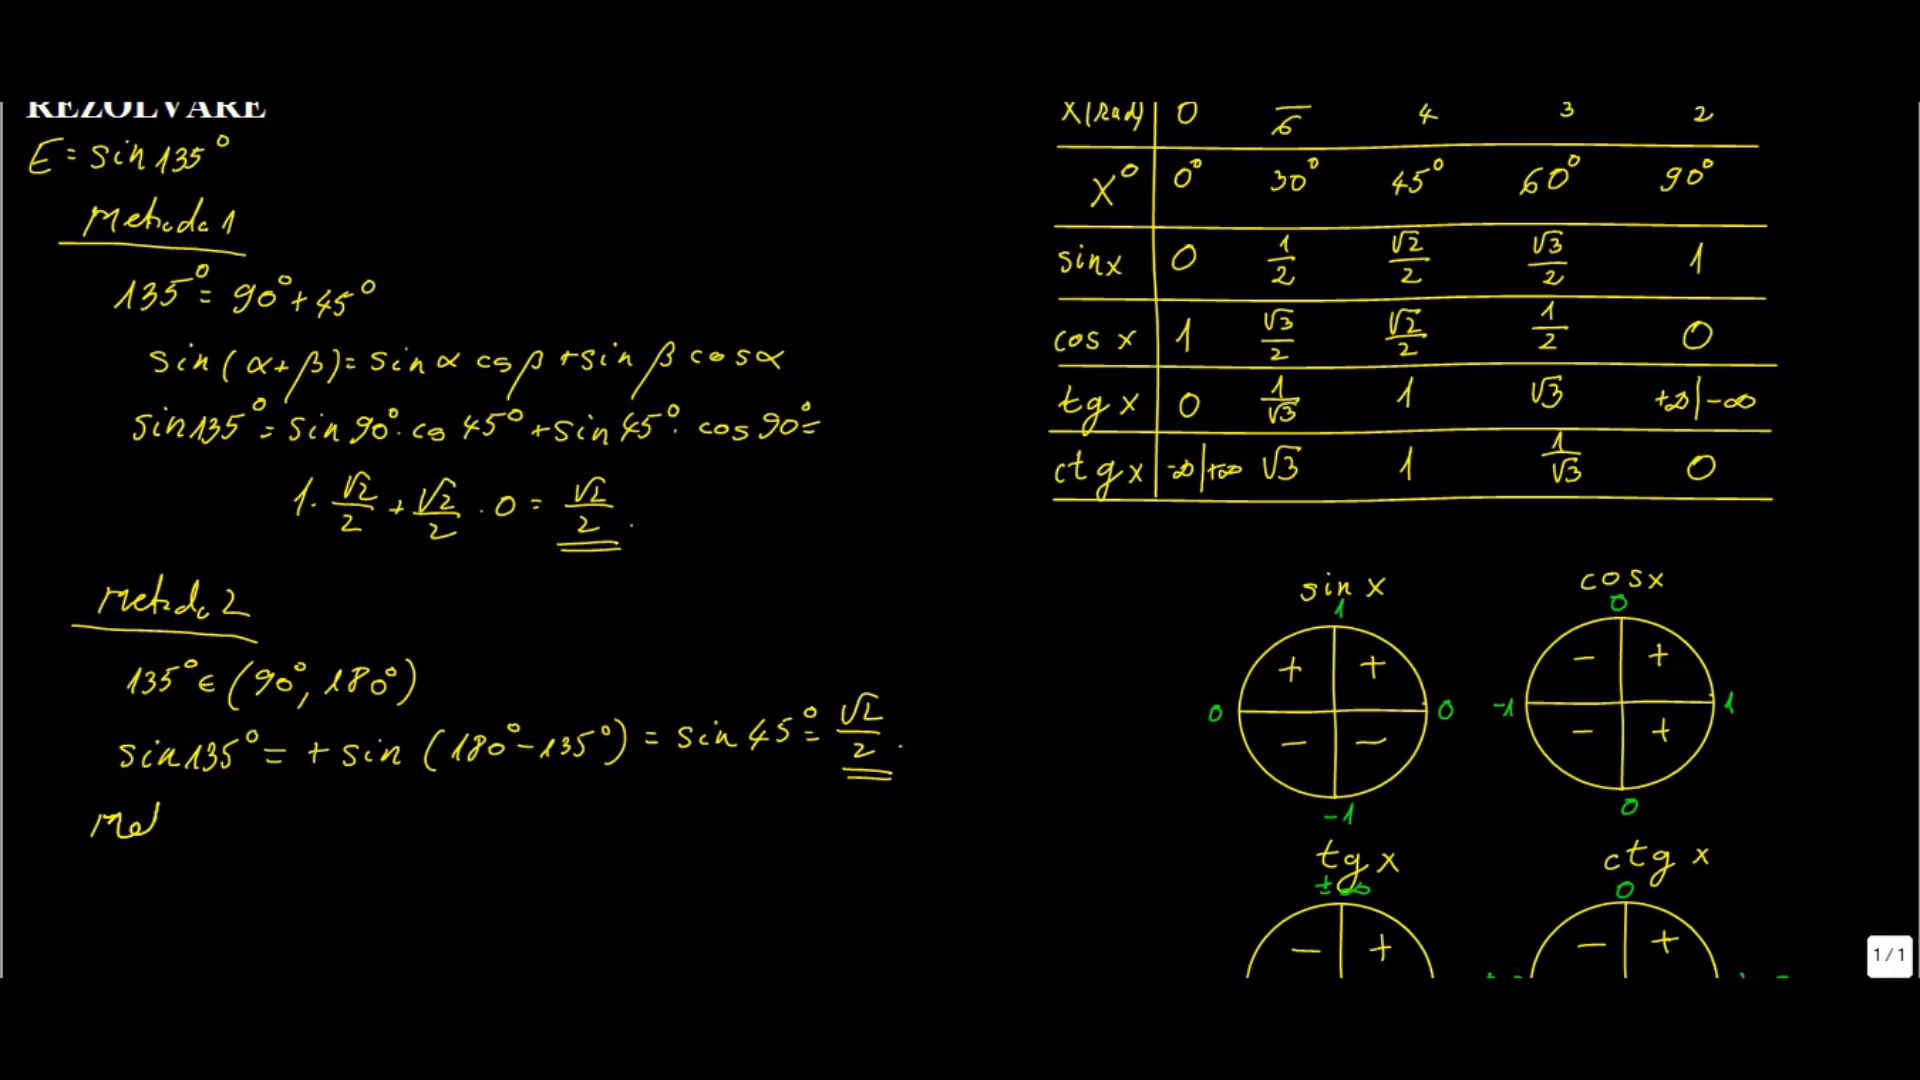 REZOLVARE
E = sin 135°
Metoda 1
135° = 90° + 45°
sin(α+β) = sin α cos β + sin β cos α
sin 135° = sin 90° · cos 45° + sin 45° · cos 90° =
1 · √2/2 + √2/2 · 0 = √2/2 .
Metoda 2
135° ∈ (90°, 180°)
sin 135° = + sin (180° - 135°) = sin 45° = √2/2 .
Met
x(rad) | 0 6 4 3 2
x° | 0° 30° 45° 60° 90°
sin x | 0 1/2 √2/2 √3/2 1
cos x | 1 √3/2 √2/2 1/2 0
tg x | 0 1/√3 1 √3 +∞|-∞
ctg x | -∞|+∞ √3 1 1/√3 0
sin x
1
+ +
0 0
- -
-1
cos x
0
- +
-1 1
- +
0
tg x
±∞
- +
ctg x
0
- +
1/1